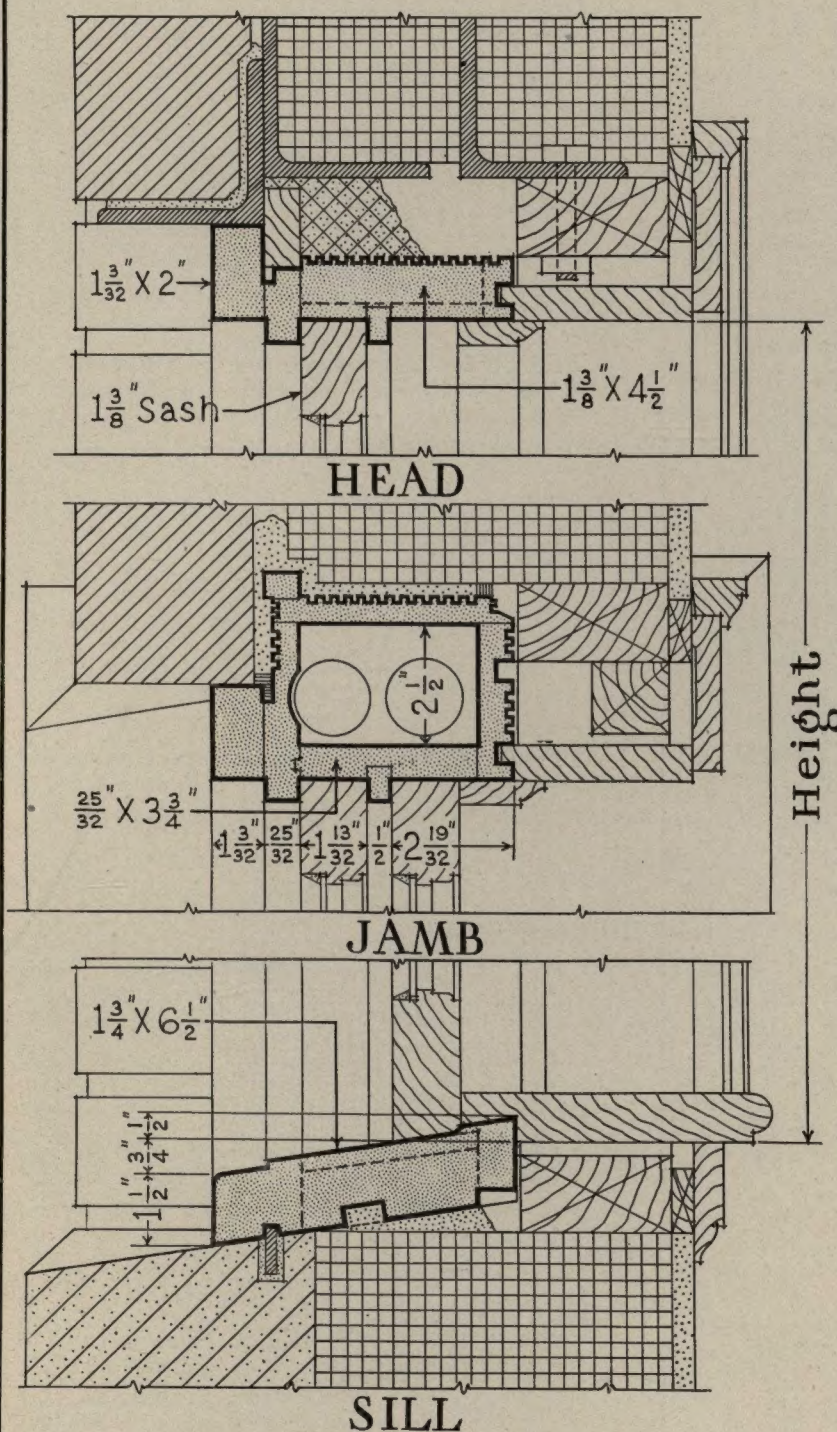 1 3/32" X 2"
1 3/8" Sash
1 3/8" X 4 1/2"
HEAD
2 1/2"
25/32" X 3 3/4"
1 3/32" 25/32" 1 13/32" 1/2" 2 19/32"
JAMB
Height
1 3/4" X 6 1/2"
1/2"
3/4"
1 1/2"
SILL